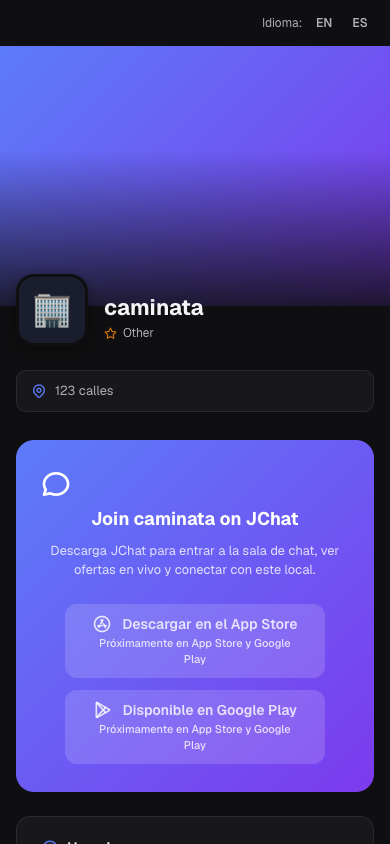 Idioma: EN ES
caminata
Other
123 calles
Join caminata on JChat
Descarga JChat para entrar a la sala de chat, ver
ofertas en vivo y conectar con este local.
Descargar en el App Store
Próximamente en App Store y Google
Play
Disponible en Google Play
Próximamente en App Store y Google
Play